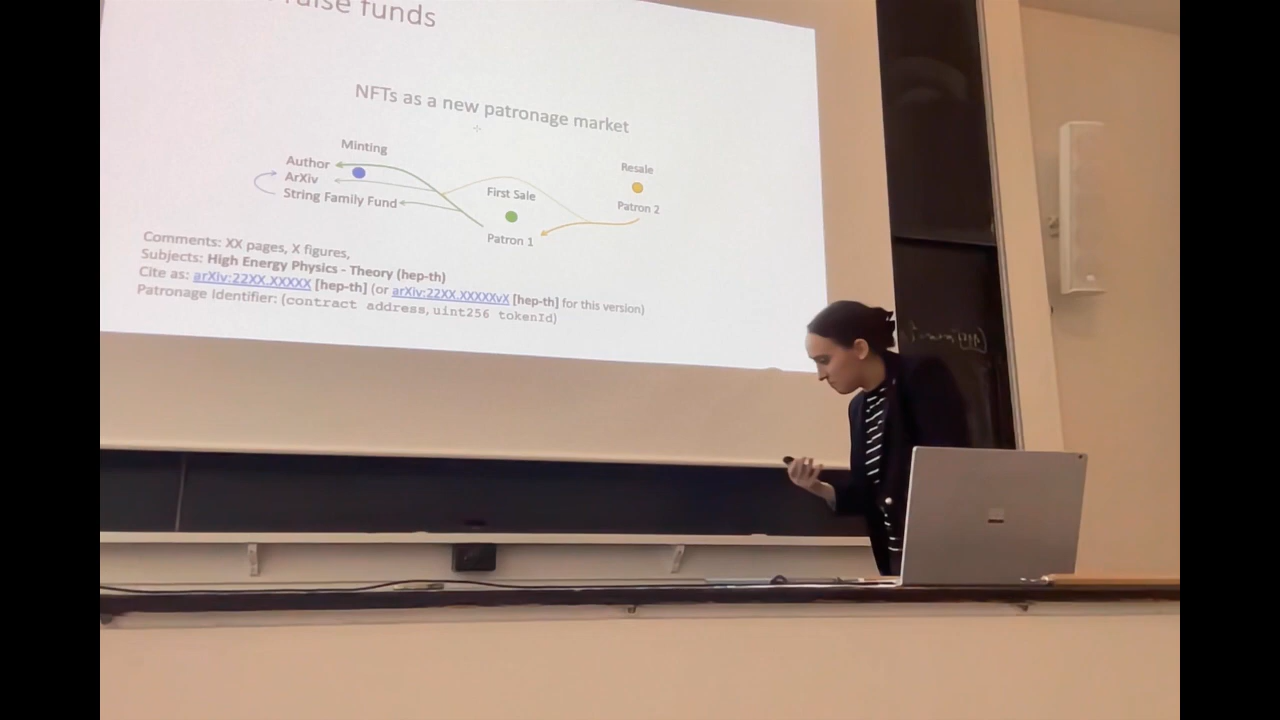 raise funds
NFTs as a new patronage market
Minting
Author
ArXiv
String Family Fund
First Sale
Patron 1
Resale
Patron 2
Comments: XX pages, X figures,
Subjects: High Energy Physics - Theory (hep-th)
Cite as: arXiv:22XX.XXXXX [hep-th] (or arXiv:22XX.XXXXXvX [hep-th] for this version)
Patronage Identifier: (contract address, uint256 tokenId)